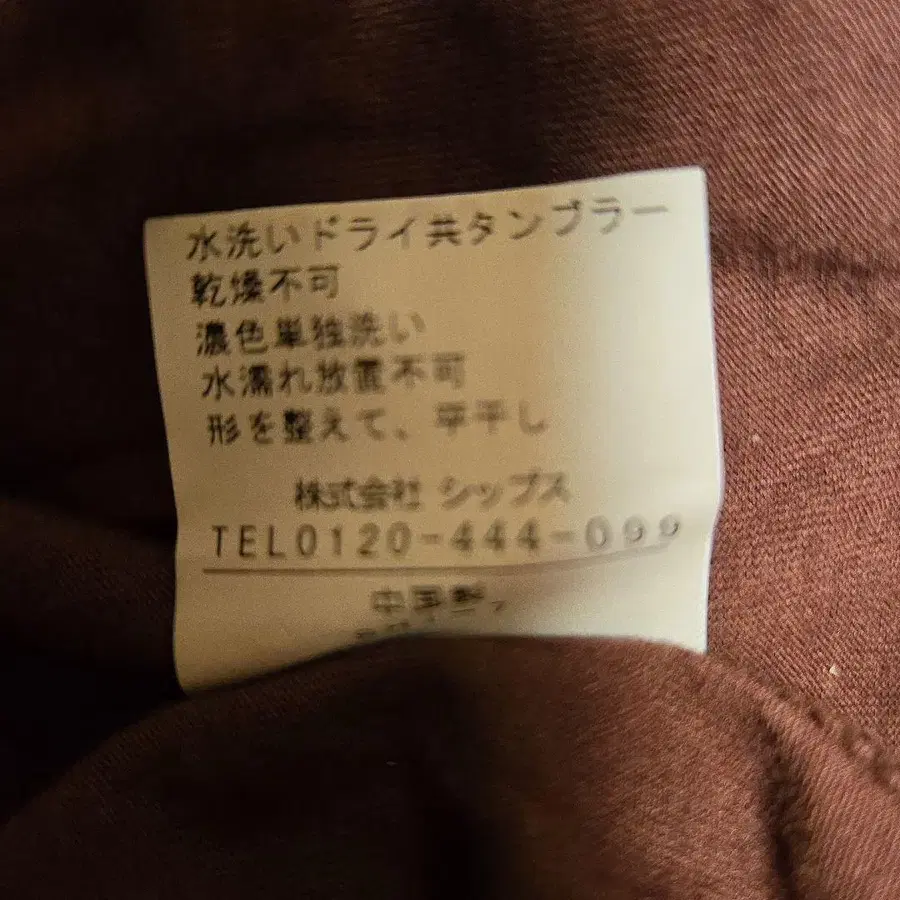 水洗いドライ共タンブラー
乾燥不可
濃色単独洗い
水濡れ放置不可
形を整えて、平干し
株式会社 シップス
TEL0120-444-099
中国製